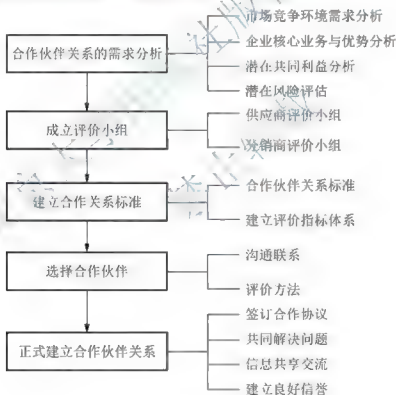 市场竞争环境需求分析
企业核心业务与优势分析
合作伙伴关系的需求分析
潜在共同利益分析
潜在风险评估
供应商评价小组
成立评价小组
分销商评价小组
合作伙伴关系标准
建立合作关系标准
建立评价指标体系
沟通联系
选择合作伙伴
评价方法
签订合作协议
共同解决问题
正式建立合作伙伴关系
信息共享交流
建立良好信誉